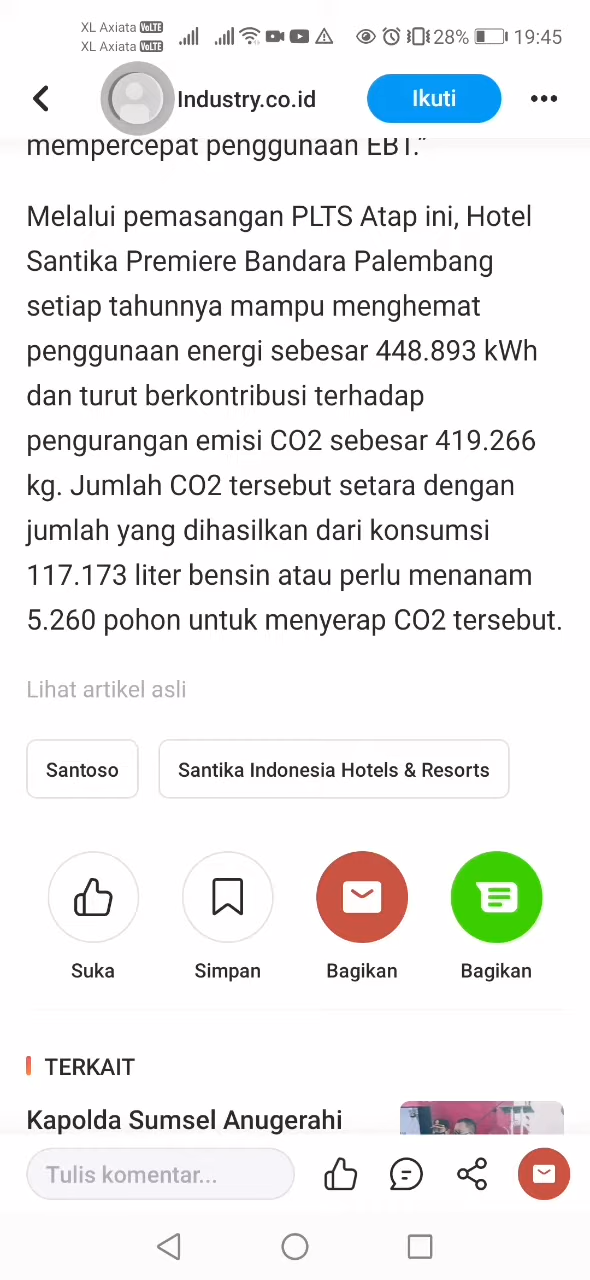 XL Axiata VoLTE
XL Axiata VoLTE
28% 19:45
Industry.co.id
Ikuti
mempercepat penggunaan EBT."
Melalui pemasangan PLTS Atap ini, Hotel
Santika Premiere Bandara Palembang
setiap tahunnya mampu menghemat
penggunaan energi sebesar 448.893 kWh
dan turut berkontribusi terhadap
pengurangan emisi CO2 sebesar 419.266
kg. Jumlah CO2 tersebut setara dengan
jumlah yang dihasilkan dari konsumsi
117.173 liter bensin atau perlu menanam
5.260 pohon untuk menyerap CO2 tersebut.
Lihat artikel asli
Santoso
Santika Indonesia Hotels & Resorts
Suka
Simpan
Bagikan
Bagikan
TERKAIT
Kapolda Sumsel Anugerahi
Tulis komentar...